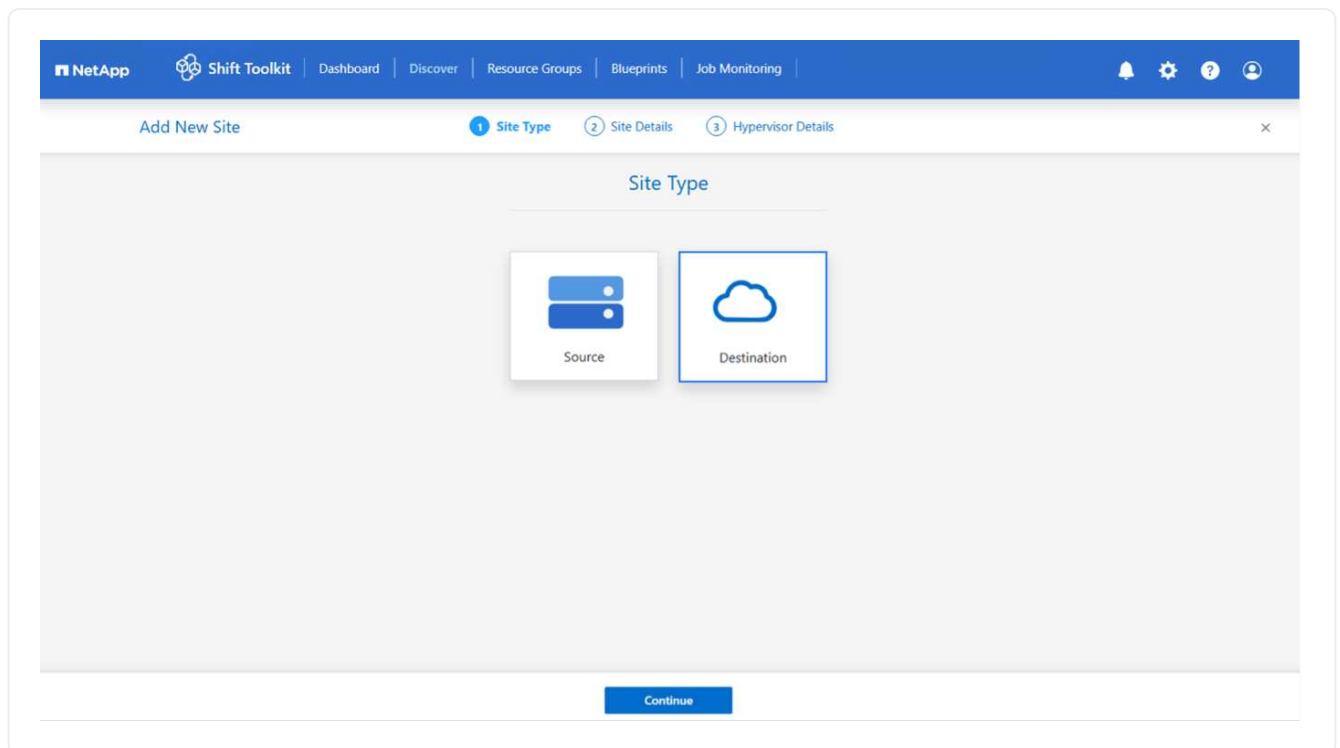 NetApp Shift Toolkit Dashboard Discover Resource Groups Blueprints Job Monitoring ?
Add New Site 1 Site Type 2 Site Details 3 Hypervisor Details ×
Site Type
Source Destination
Continue